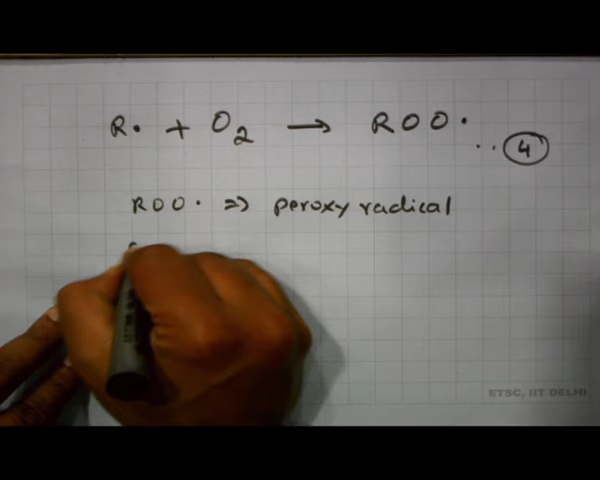 R• + O2 → ROO•
.. 4
ROO• ⇒ peroxy radical
ETSC, IIT DELHI